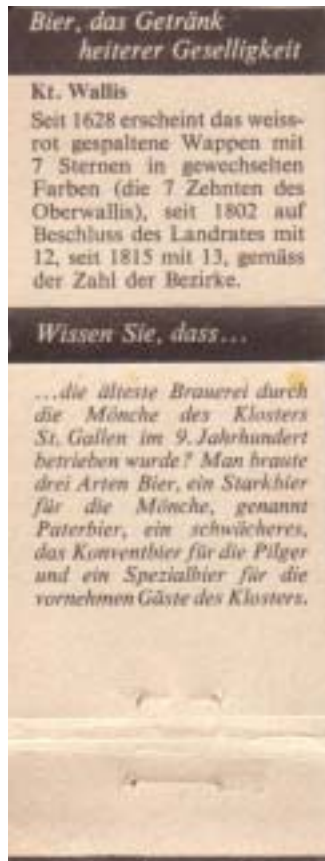 Bier, das Getränk
heiterer Geselligkeit
Kt. Wallis
Seit 1628 erscheint das weiss-
rot gespaltene Wappen mit
7 Sternen in gewechselten
Farben (die 7 Zehnten des
Oberwallis), seit 1802 auf
Beschluss des Landrates mit
12, seit 1815 mit 13, gemäss
der Zahl der Bezirke.
Wissen Sie, dass...
...die älteste Brauerei durch
die Mönche des Klosters
St. Gallen im 9. Jahrhundert
betrieben wurde? Man braute
drei Arten Bier, ein Starkbier
für die Mönche, genannt
Paterbier, ein schwächeres,
das Konventbier für die Pilger
und ein Spezialbier für die
vornehmen Gäste des Klosters.